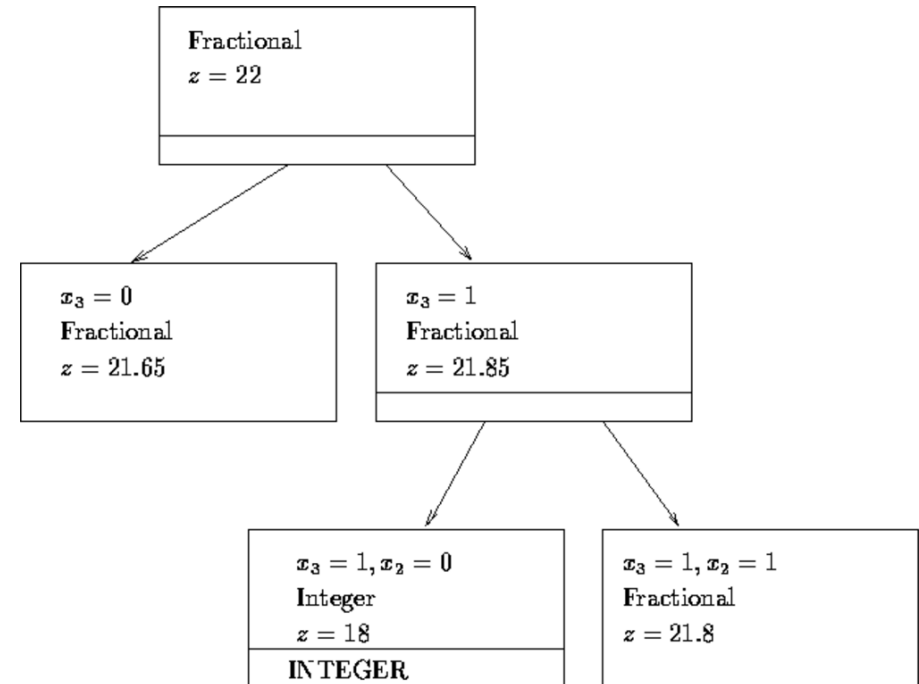 Fractional
z = 22
x₃ = 0
Fractional
z = 21.65
x₃ = 1
Fractional
z = 21.85
x₃ = 1, x₂ = 0
Integer
z = 18
INTEGER
x₃ = 1, x₂ = 1
Fractional
z = 21.8